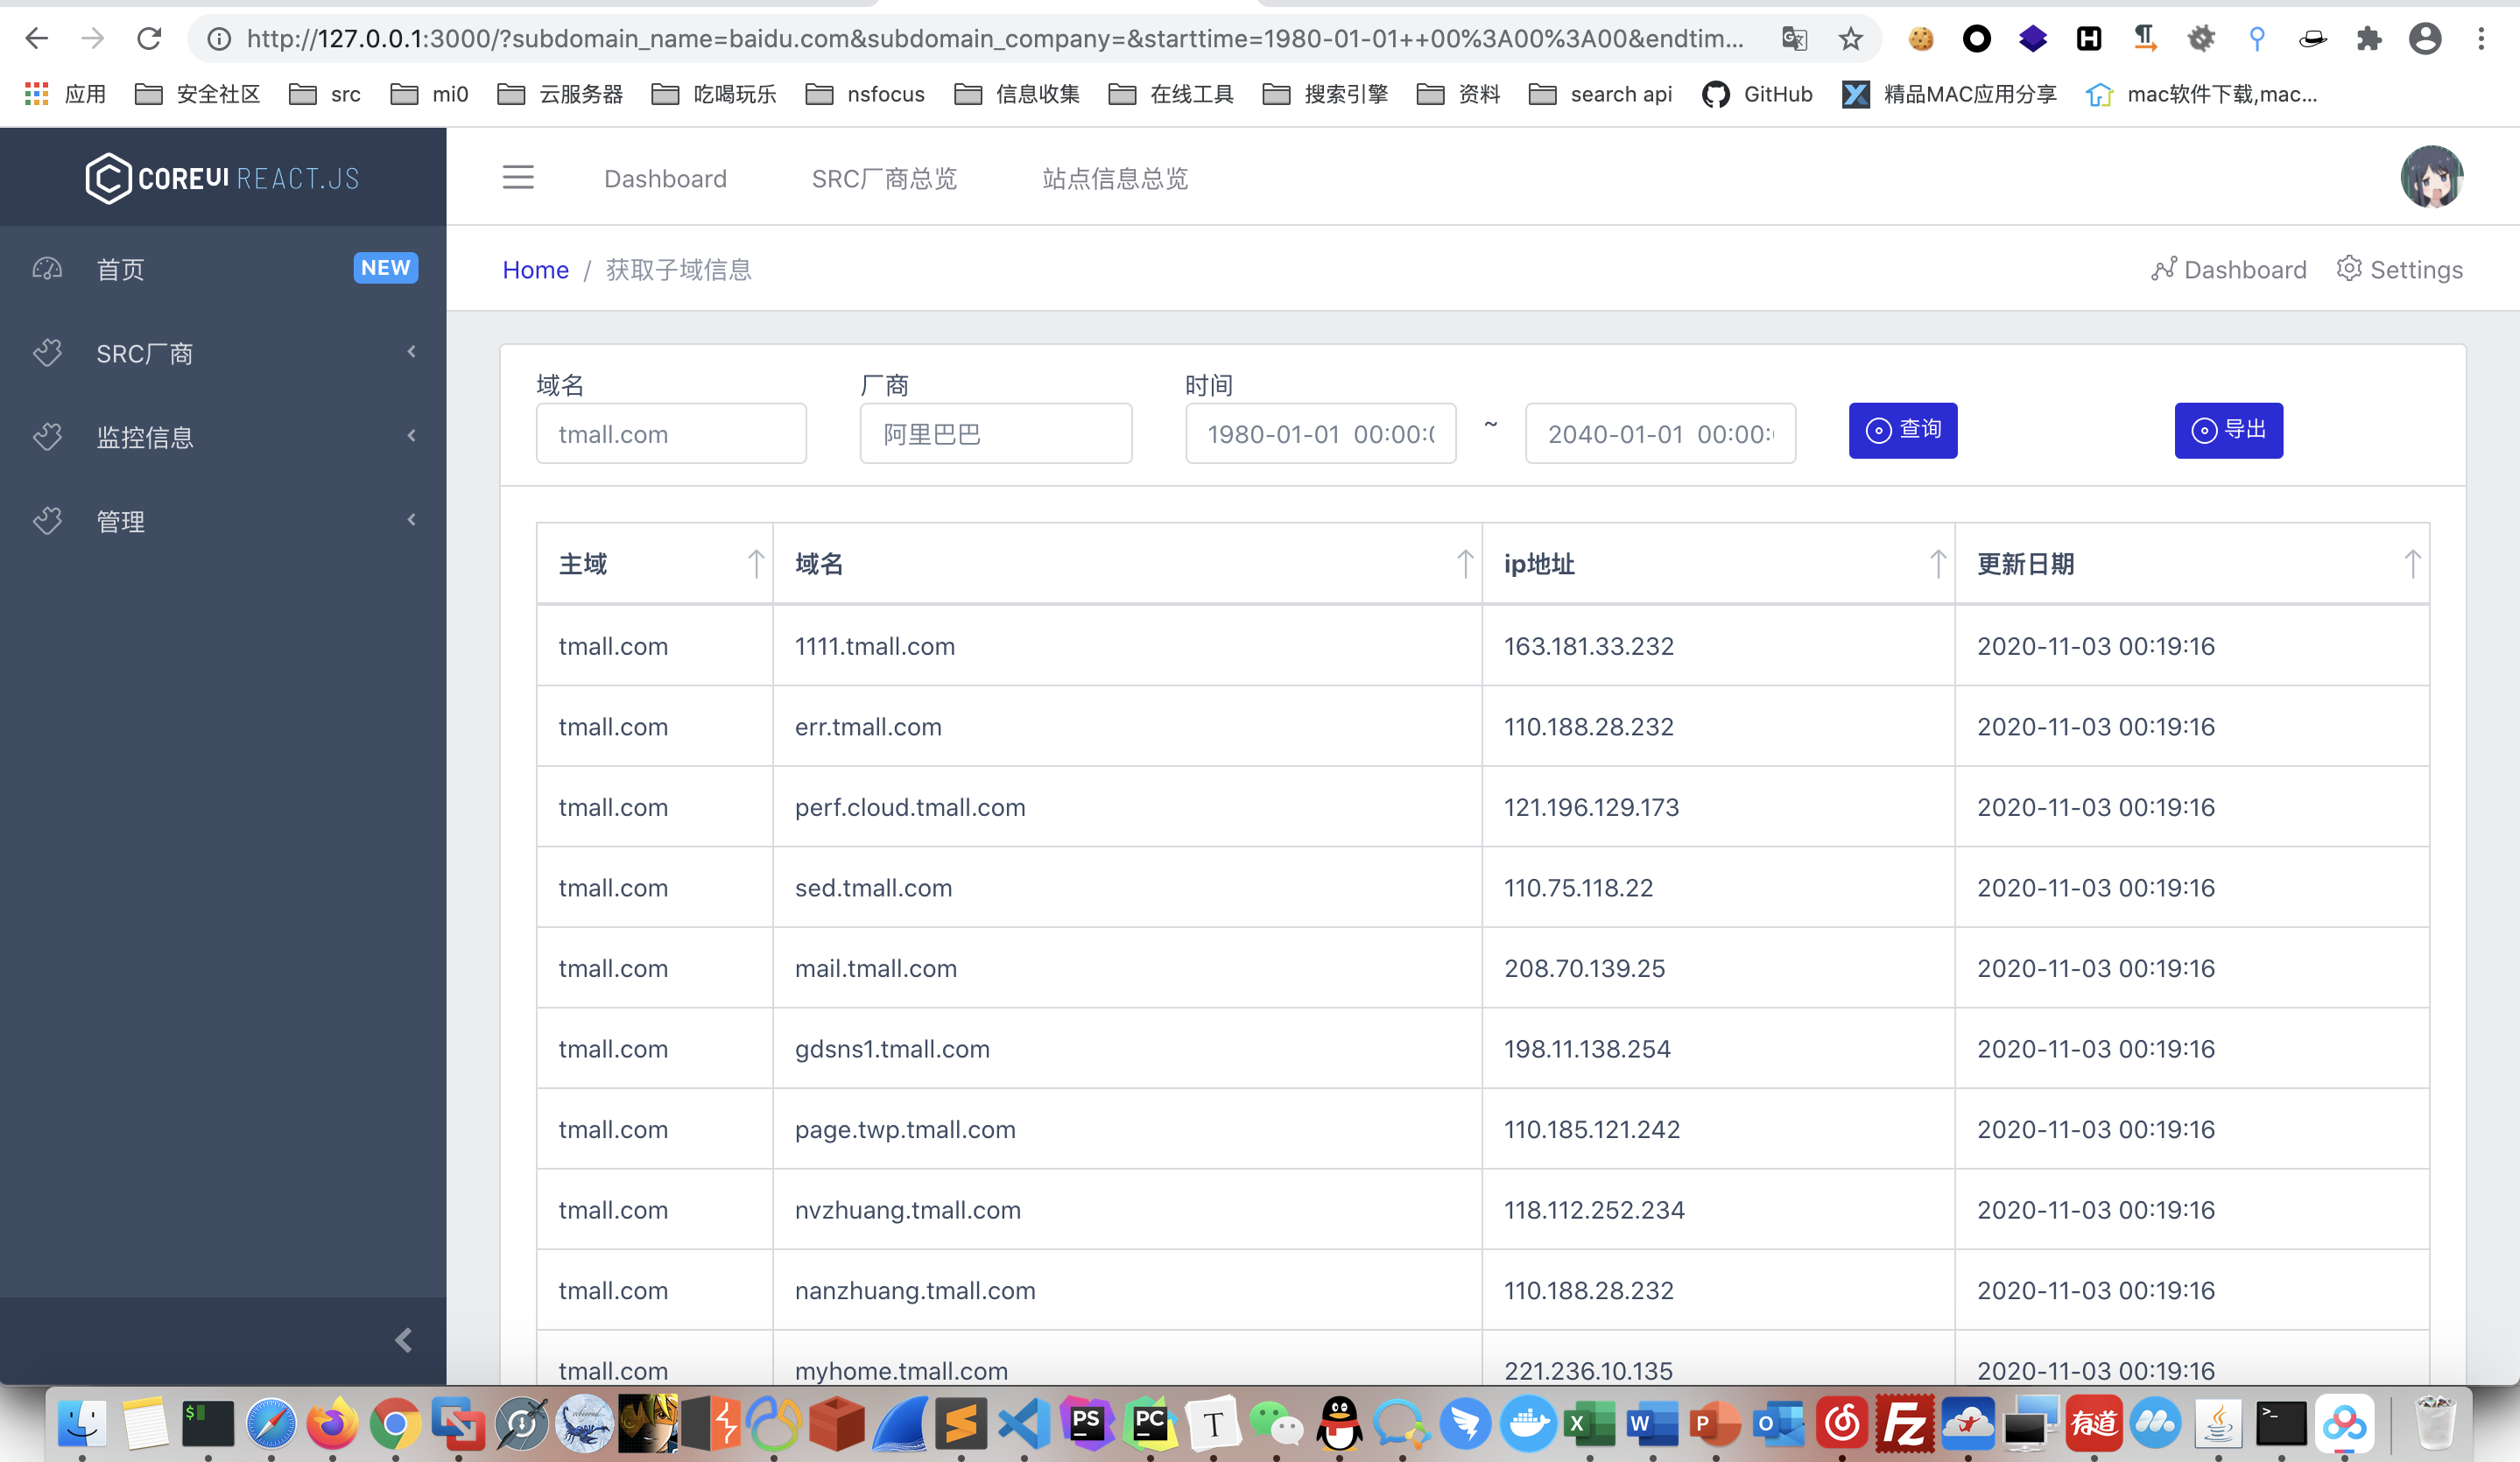 http://127.0.0.1:3000/?subdomain_name=baidu.com&subdomain_company=&starttime=1980-01-01++00%3A00%3A00&endtim...
应用 安全社区 src mi0 云服务器 吃喝玩乐 nsfocus 信息收集 在线工具 搜索引擎 资料 search api GitHub 精品MAC应用分享 mac软件下载,mac...
COREUI REACT.JS
Dashboard SRC厂商总览 站点信息总览
首页 NEW
SRC厂商
监控信息
管理
Home / 获取子域信息
Dashboard Settings
域名 厂商 时间
tmall.com 阿里巴巴 1980-01-01 00:00:0 ~ 2040-01-01 00:00: 查询 导出
主域 域名 ip地址 更新日期
tmall.com 1111.tmall.com 163.181.33.232 2020-11-03 00:19:16
tmall.com err.tmall.com 110.188.28.232 2020-11-03 00:19:16
tmall.com perf.cloud.tmall.com 121.196.129.173 2020-11-03 00:19:16
tmall.com sed.tmall.com 110.75.118.22 2020-11-03 00:19:16
tmall.com mail.tmall.com 208.70.139.25 2020-11-03 00:19:16
tmall.com gdsns1.tmall.com 198.11.138.254 2020-11-03 00:19:16
tmall.com page.twp.tmall.com 110.185.121.242 2020-11-03 00:19:16
tmall.com nvzhuang.tmall.com 118.112.252.234 2020-11-03 00:19:16
tmall.com nanzhuang.tmall.com 110.188.28.232 2020-11-03 00:19:16
tmall.com myhome.tmall.com 221.236.10.135 2020-11-03 00:19:16
$ PS PC T X W P O Fz 有道 >_